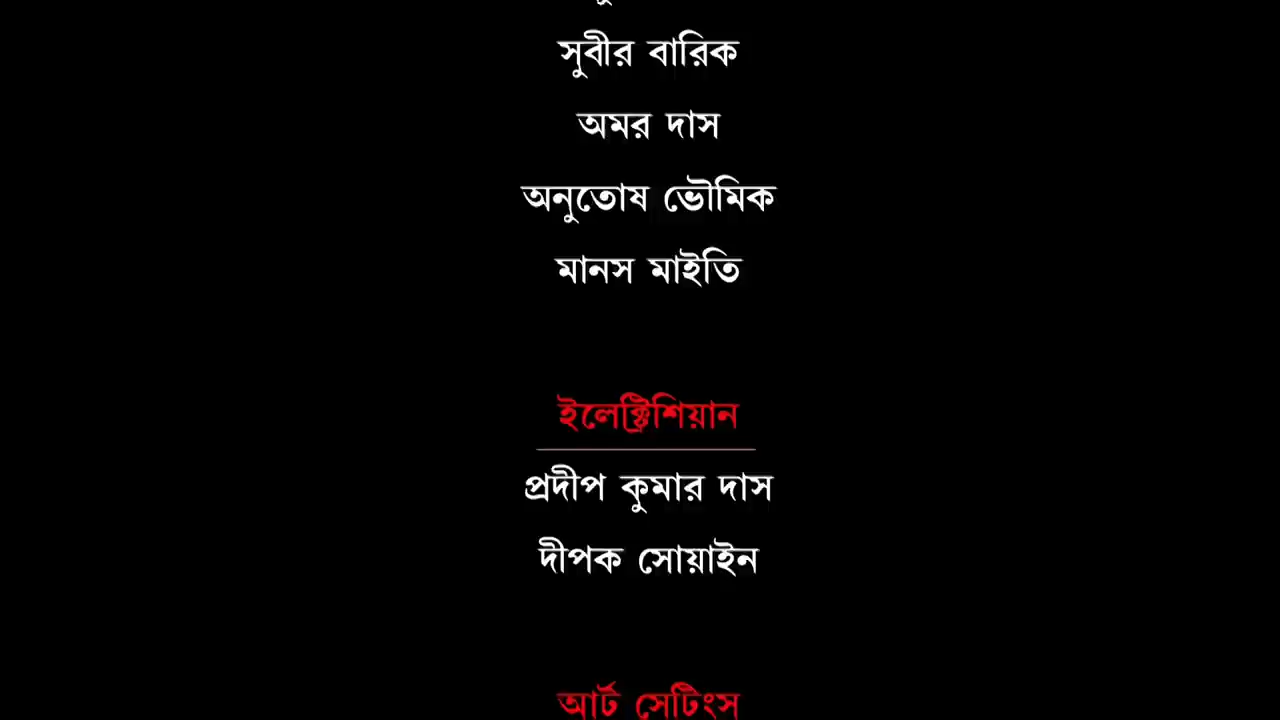 সুবীর বারিক
অমর দাস
অনুতোষ ভৌমিক
মানস মাইতি
ইলেক্ট্রিশিয়ান
প্রদীপ কুমার দাস
দীপক সোয়াইন
আর্ট সেটিংস